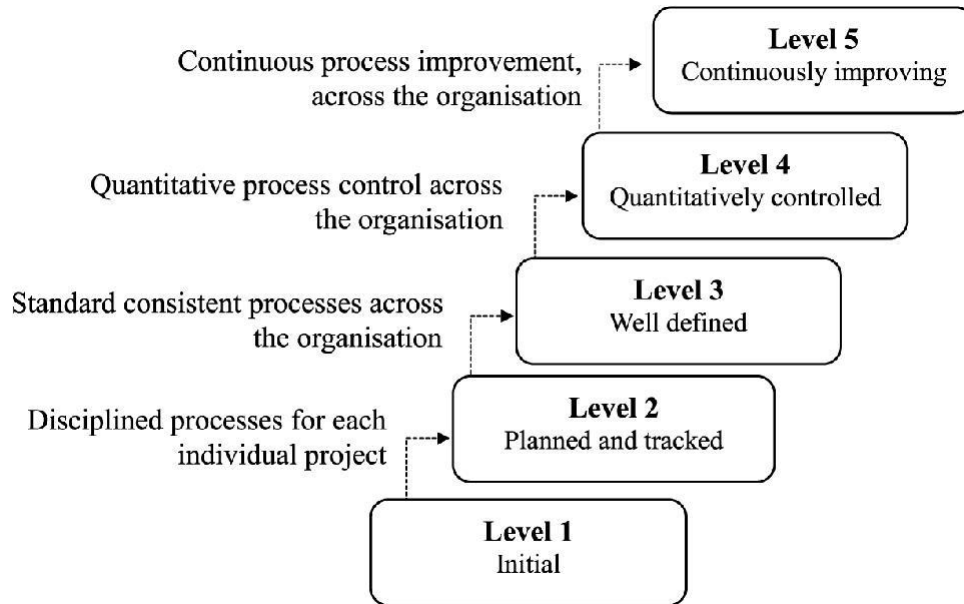 Level 5
Continuously improving
Continuous process improvement,
across the organisation
Level 4
Quantitatively controlled
Quantitative process control across
the organisation
Level 3
Well defined
Standard consistent processes across
the organisation
Level 2
Planned and tracked
Disciplined processes for each
individual project
Level 1
Initial